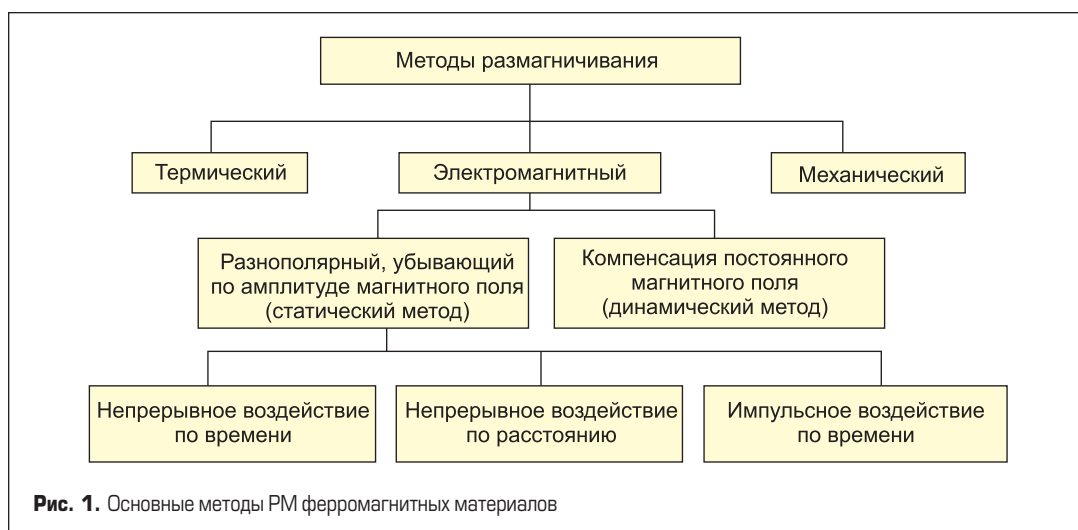 Методы размагничивания
Термический
Электромагнитный
Механический
Разнополярный, убывающий
по амплитуде магнитного поля
(статический метод)
Компенсация постоянного
магнитного поля
(динамический метод)
Непрерывное воздействие
по времени
Непрерывное воздействие
по расстоянию
Импульсное воздействие
по времени
Рис. 1. Основные методы РМ ферромагнитных материалов